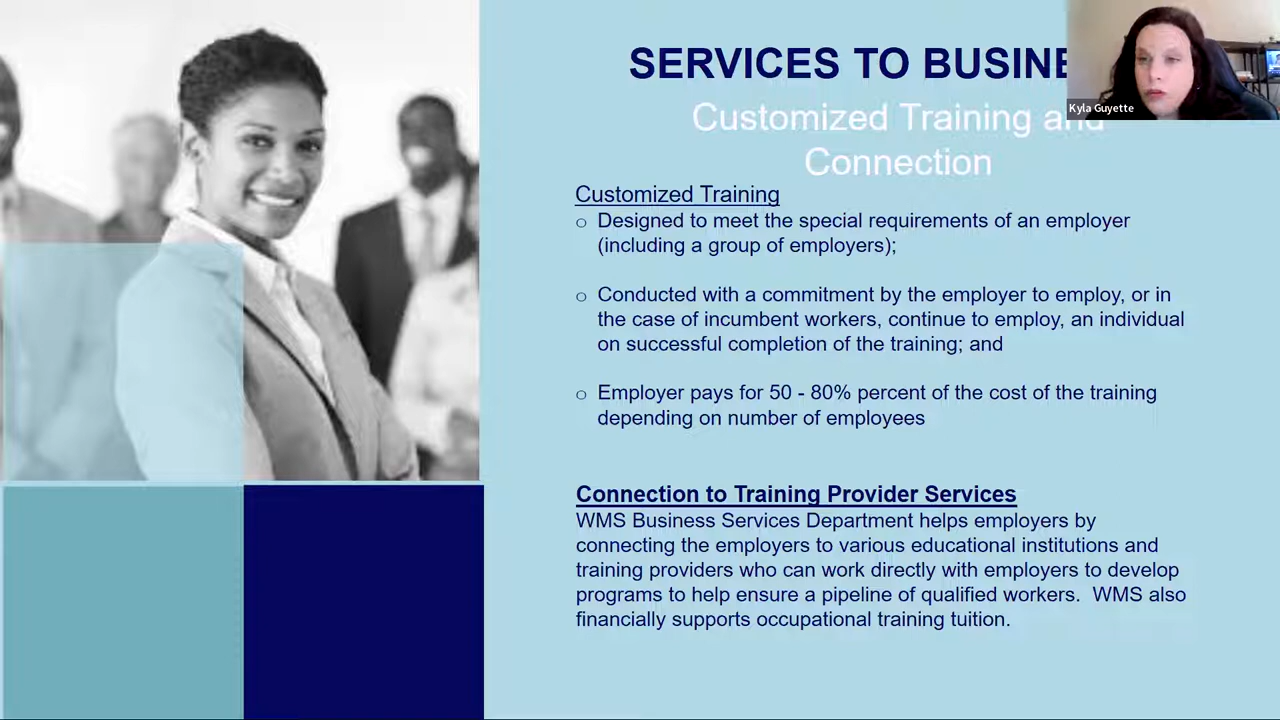 SERVICES TO BUSINE
Kyla Guyette
Customized Training and
Connection
Customized Training
o Designed to meet the special requirements of an employer
(including a group of employers);
o Conducted with a commitment by the employer to employ, or in
the case of incumbent workers, continue to employ, an individual
on successful completion of the training; and
o Employer pays for 50 - 80% percent of the cost of the training
depending on number of employees
Connection to Training Provider Services
WMS Business Services Department helps employers by
connecting the employers to various educational institutions and
training providers who can work directly with employers to develop
programs to help ensure a pipeline of qualified workers.  WMS also
financially supports occupational training tuition.